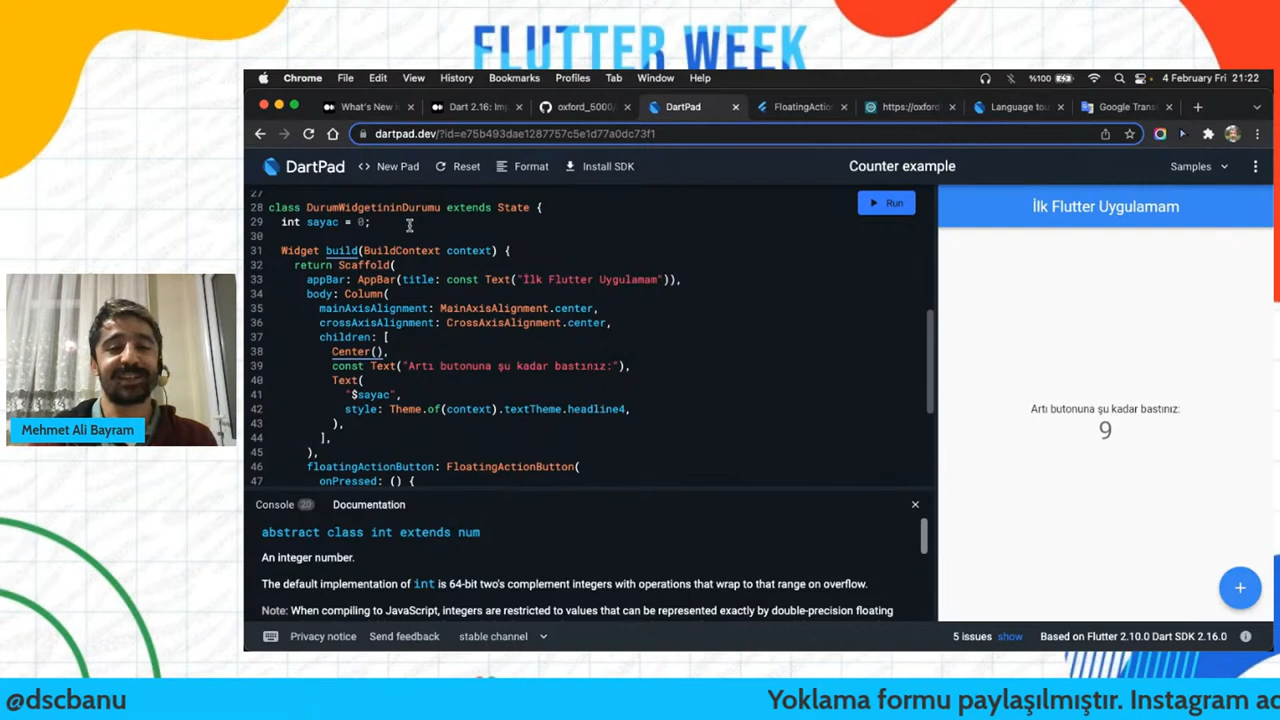 FLUTTER WEEK
Chrome File Edit View History Bookmarks Profiles Tab Window Help %100 4 February Fri 21:22
What's New i Dart 2.16: Im oxford_5000/ DartPad FloatingActio https://oxford Language tou Google Trans
dartpad.dev/?id=e75b493dae1287757c5e1d77a0dc73f1
DartPad <> New Pad Reset Format Install SDK Counter example Samples
27
28 class DurumWidgetininDurumu extends State {
29 int sayac = 0;
30
31 Widget build(BuildContext context) {
32 return Scaffold(
33 appBar: AppBar(title: const Text("İlk Flutter Uygulamam")),
34 body: Column(
35 mainAxisAlignment: MainAxisAlignment.center,
36 crossAxisAlignment: CrossAxisAlignment.center,
37 children: [
38 Center(),
39 const Text("Artı butonuna şu kadar bastınız:"),
40 Text(
41 "$sayac",
42 style: Theme.of(context).textTheme.headline4,
43 ),
44 ],
45 ),
46 floatingActionButton: FloatingActionButton(
47 onPressed: () {
Run
İlk Flutter Uygulamam
Artı butonuna şu kadar bastınız:
9
+
Console 20 Documentation
abstract class int extends num
An integer number.
The default implementation of int is 64-bit two's complement integers with operations that wrap to that range on overflow.
Note: When compiling to JavaScript, integers are restricted to values that can be represented exactly by double-precision floating
Privacy notice Send feedback stable channel 5 issues show Based on Flutter 2.10.0 Dart SDK 2.16.0
Mehmet Ali Bayram
@dscbanu Yoklama formu paylaşılmıştır. Instagram ad